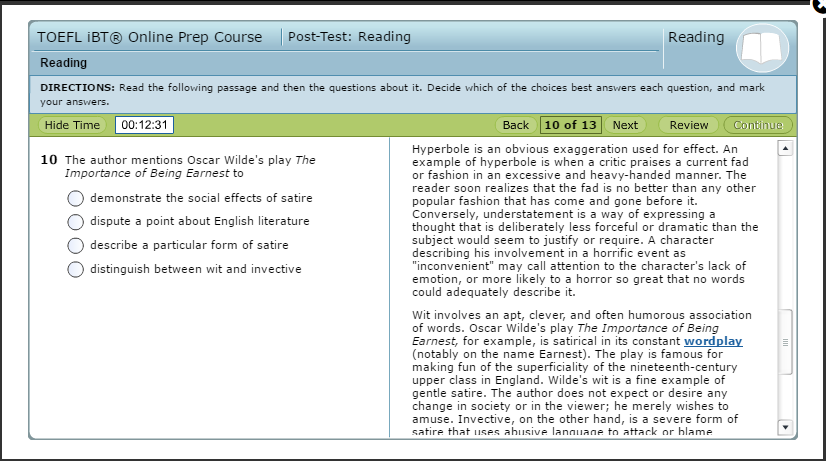 TOEFL iBT® Online Prep Course
Post-Test: Reading
Reading
Reading
DIRECTIONS: Read the following passage and then the questions about it. Decide which of the choices best answers each question, and mark
your answers.
Hide Time
00:12:31
Back
10 of 13
Next
Review
Continue
10 The author mentions Oscar Wilde's play The
Importance of Being Earnest to
demonstrate the social effects of satire
dispute a point about English literature
describe a particular form of satire
distinguish between wit and invective
Hyperbole is an obvious exaggeration used for effect. An
example of hyperbole is when a critic praises a current fad
or fashion in an excessive and heavy-handed manner. The
reader soon realizes that the fad is no better than any other
popular fashion that has come and gone before it.
Conversely, understatement is a way of expressing a
thought that is deliberately less forceful or dramatic than the
subject would seem to justify or require. A character
describing his involvement in a horrific event as
"inconvenient" may call attention to the character's lack of
emotion, or more likely to a horror so great that no words
could adequately describe it.
Wit involves an apt, clever, and often humorous association
of words. Oscar Wilde's play The Importance of Being
Earnest, for example, is satirical in its constant wordplay
(notably on the name Earnest). The play is famous for
making fun of the superficiality of the nineteenth-century
upper class in England. Wilde's wit is a fine example of
gentle satire. The author does not expect or desire any
change in society or in the viewer; he merely wishes to
amuse. Invective, on the other hand, is a severe form of
satire that uses abusive language to attack or blame